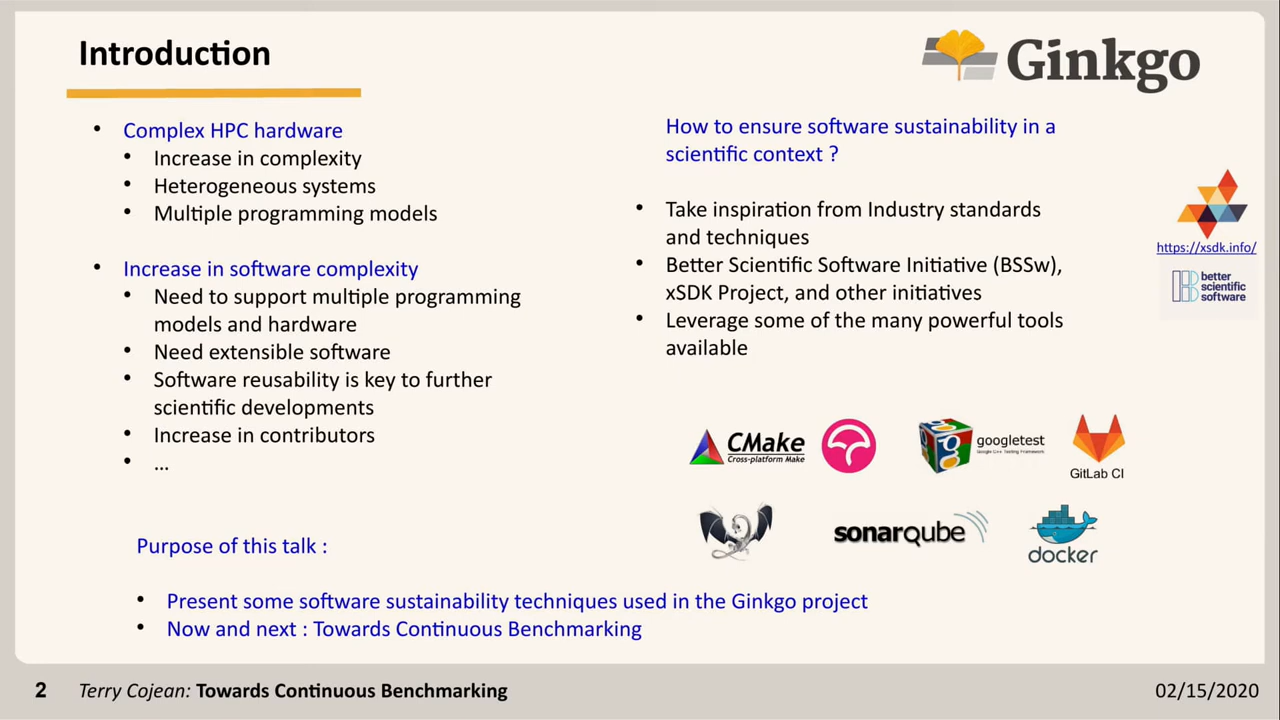 Introduction
Ginkgo
• Complex HPC hardware
• Increase in complexity
• Heterogeneous systems
• Multiple programming models
• Increase in software complexity
• Need to support multiple programming
models and hardware
• Need extensible software
• Software reusability is key to further
scientific developments
• Increase in contributors
• ...
How to ensure software sustainability in a
scientific context ?
• Take inspiration from Industry standards
and techniques
• Better Scientific Software Initiative (BSSw),
xSDK Project, and other initiatives
• Leverage some of the many powerful tools
available
https://xsdk.info/
better
scientific
software
CMake
Cross-platform Make
googletest
Google C++ Testing Framework
GitLab CI
sonarqube
docker
Purpose of this talk :
• Present some software sustainability techniques used in the Ginkgo project
• Now and next : Towards Continuous Benchmarking
2 Terry Cojean: Towards Continuous Benchmarking 02/15/2020